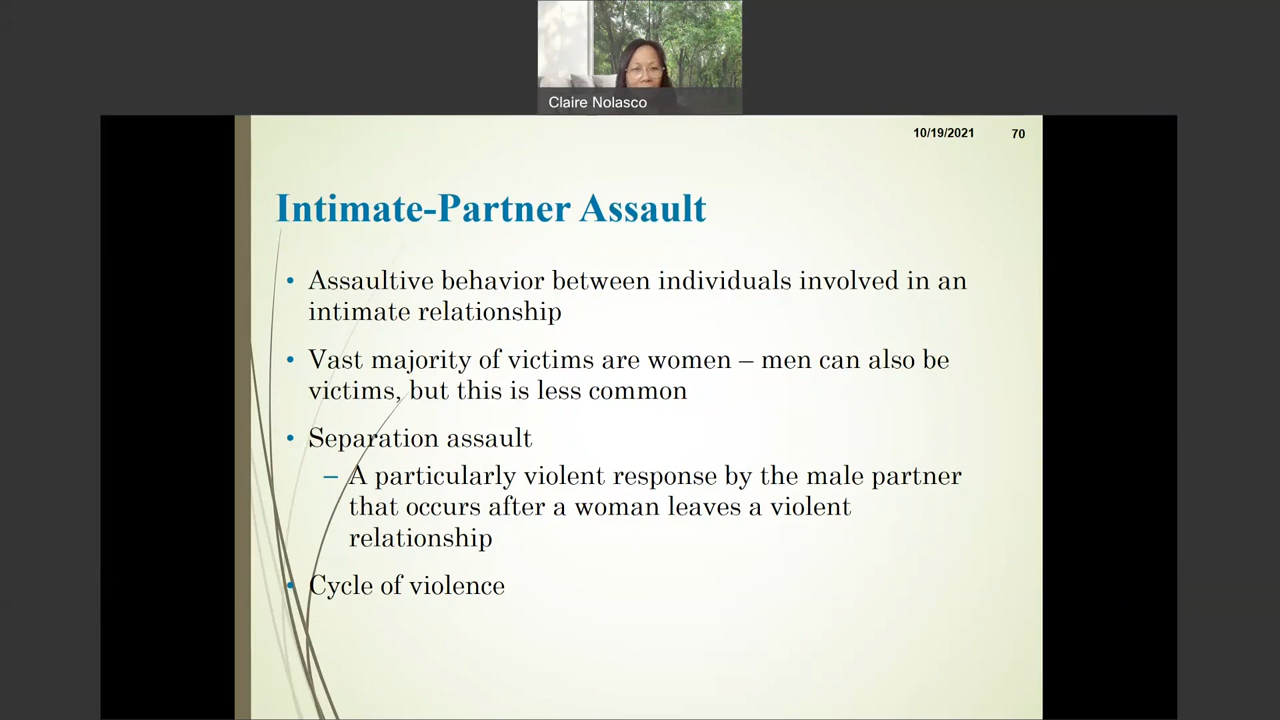 Claire Nolasco
10/19/2021 70
Intimate-Partner Assault
• Assaultive behavior between individuals involved in an
intimate relationship
• Vast majority of victims are women – men can also be
victims, but this is less common
• Separation assault
– A particularly violent response by the male partner
that occurs after a woman leaves a violent
relationship
• Cycle of violence